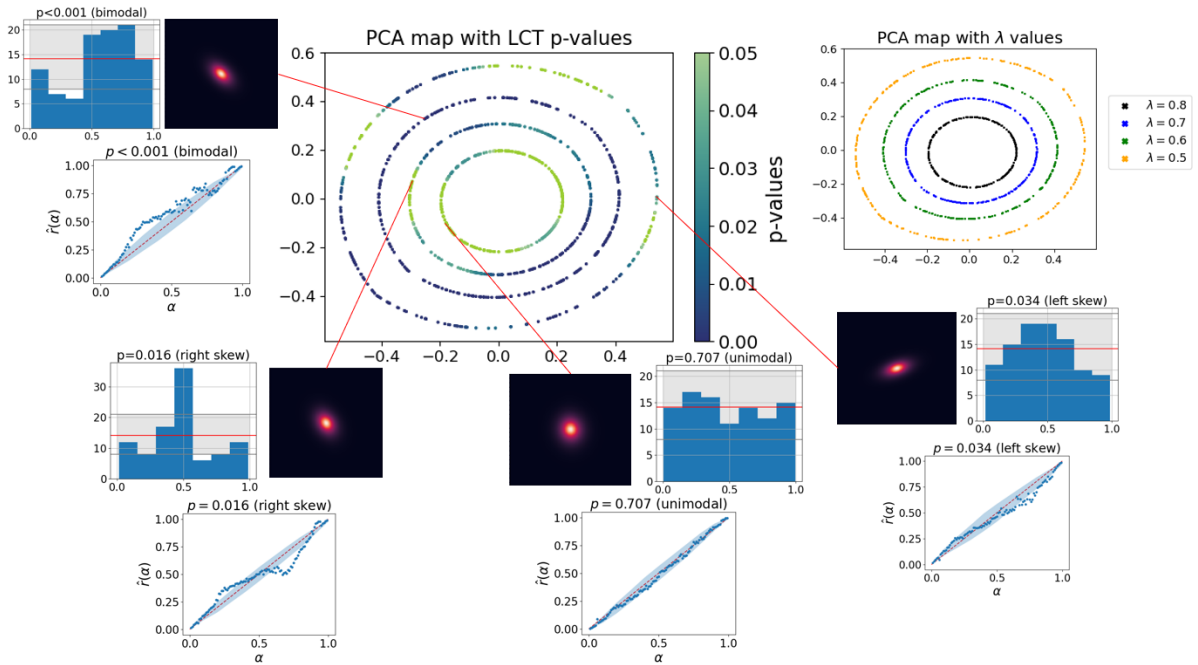 p<0.001 (bimodal)
20
15
10
5
0
0.0 0.5 1.0
p < 0.001 (bimodal)
1.00
0.75
0.50
0.25
0.00
r̂(α)
0.0 0.5 1.0
α
PCA map with LCT p-values
0.6
0.4
0.2
0.0
−0.2
−0.4
−0.4 −0.2 0.0 0.2 0.4
0.05
0.04
0.03
0.02
0.01
0.00
p-values
PCA map with λ values
0.6
0.4
0.2
0.0
−0.2
−0.4
−0.4 −0.2 0.0 0.2 0.4
λ = 0.8
λ = 0.7
λ = 0.6
λ = 0.5
p=0.016 (right skew)
30
20
10
0
0.0 0.5 1.0
p = 0.016 (right skew)
1.00
0.75
0.50
0.25
0.00
r̂(α)
0.0 0.5 1.0
α
p=0.707 (unimodal)
20
15
10
5
0
0.0 0.5 1.0
p = 0.707 (unimodal)
1.00
0.75
0.50
0.25
0.00
r̂(α)
0.0 0.5 1.0
α
p=0.034 (left skew)
20
15
10
5
0
0.0 0.5 1.0
p = 0.034 (left skew)
1.00
0.75
0.50
0.25
0.00
r̂(α)
0.0 0.5 1.0
α